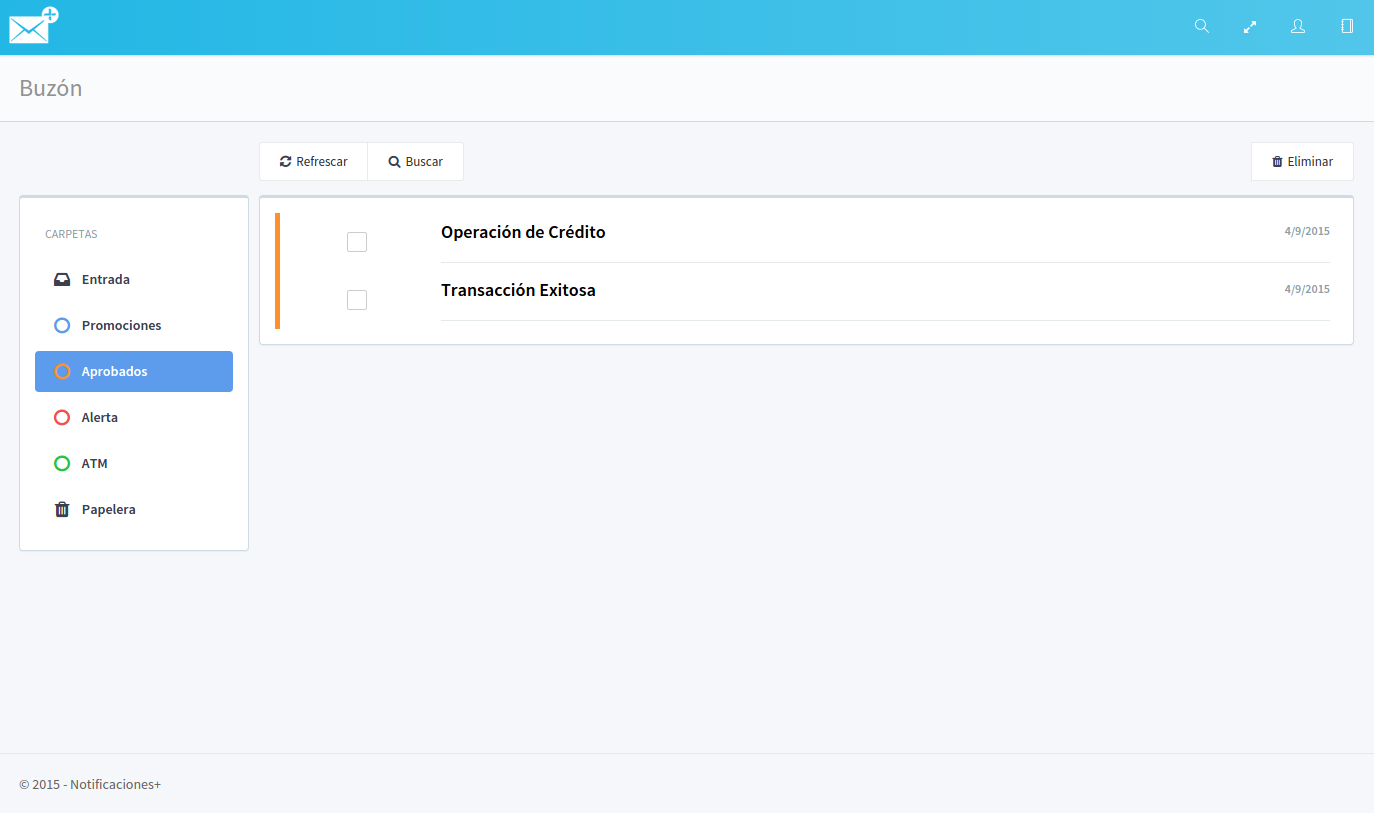 Buzón
Refrescar
Buscar
Eliminar
CARPETAS
Entrada
Promociones
Aprobados
Alerta
ATM
Papelera
Operación de Crédito 4/9/2015
Transacción Exitosa 4/9/2015
© 2015 - Notificaciones+